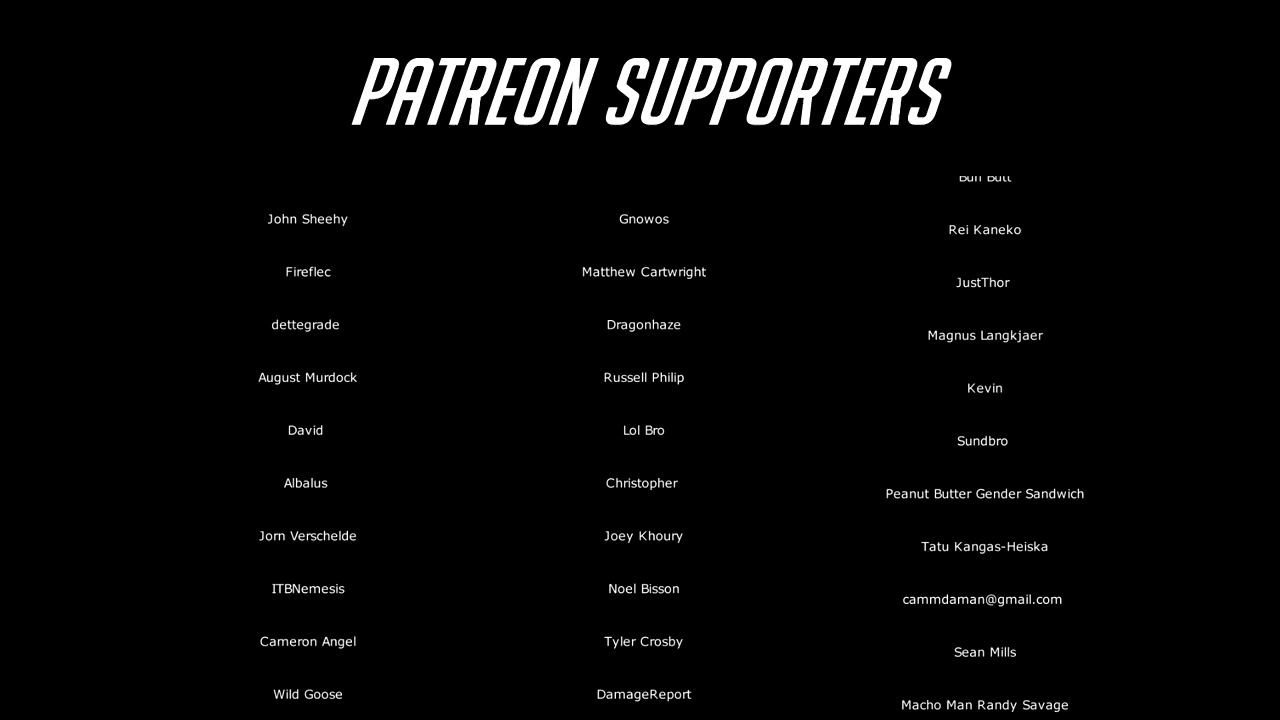 PATREON SUPPORTERS
John Sheehy
Fireflec
dettegrade
August Murdock
David
Albalus
Jorn Verschelde
ITBNemesis
Cameron Angel
Wild Goose
Gnowos
Matthew Cartwright
Dragonhaze
Russell Philip
Lol Bro
Christopher
Joey Khoury
Noel Bisson
Tyler Crosby
DamageReport
Butt
Rei Kaneko
JustThor
Magnus Langkjaer
Kevin
Sundbro
Peanut Butter Gender Sandwich
Tatu Kangas-Heiska
cammdaman@gmail.com
Sean Mills
Macho Man Randy Savage